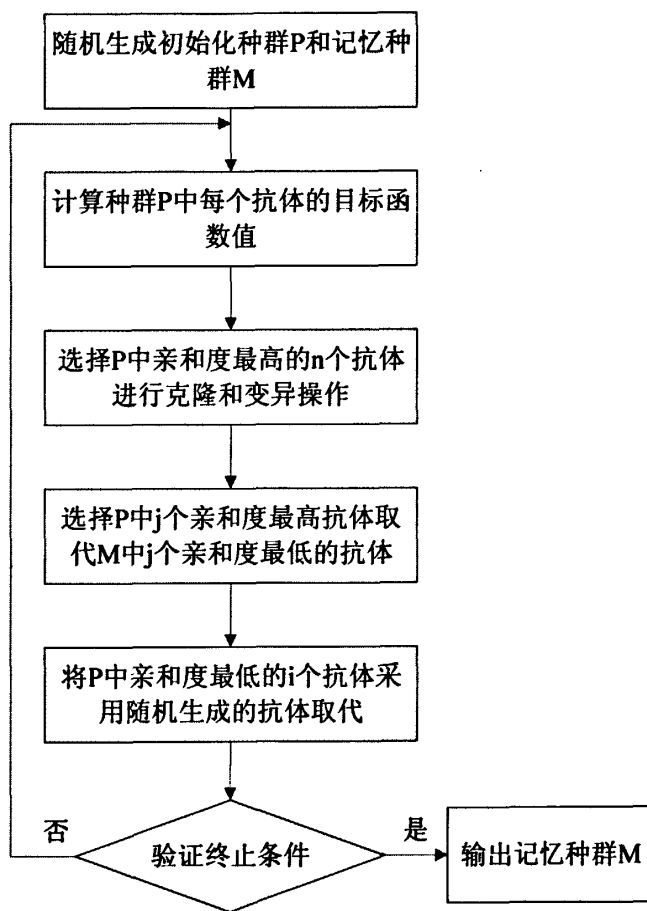 随机生成初始化种群P和记忆种
群M
计算种群P中每个抗体的目标函
数值
选择P中亲和度最高的n个抗体
进行克隆和变异操作
选择P中j个亲和度最高抗体取
代M中j个亲和度最低的抗体
将P中亲和度最低的i个抗体采
用随机生成的抗体取代
否
验证终止条件
是
输出记忆种群M